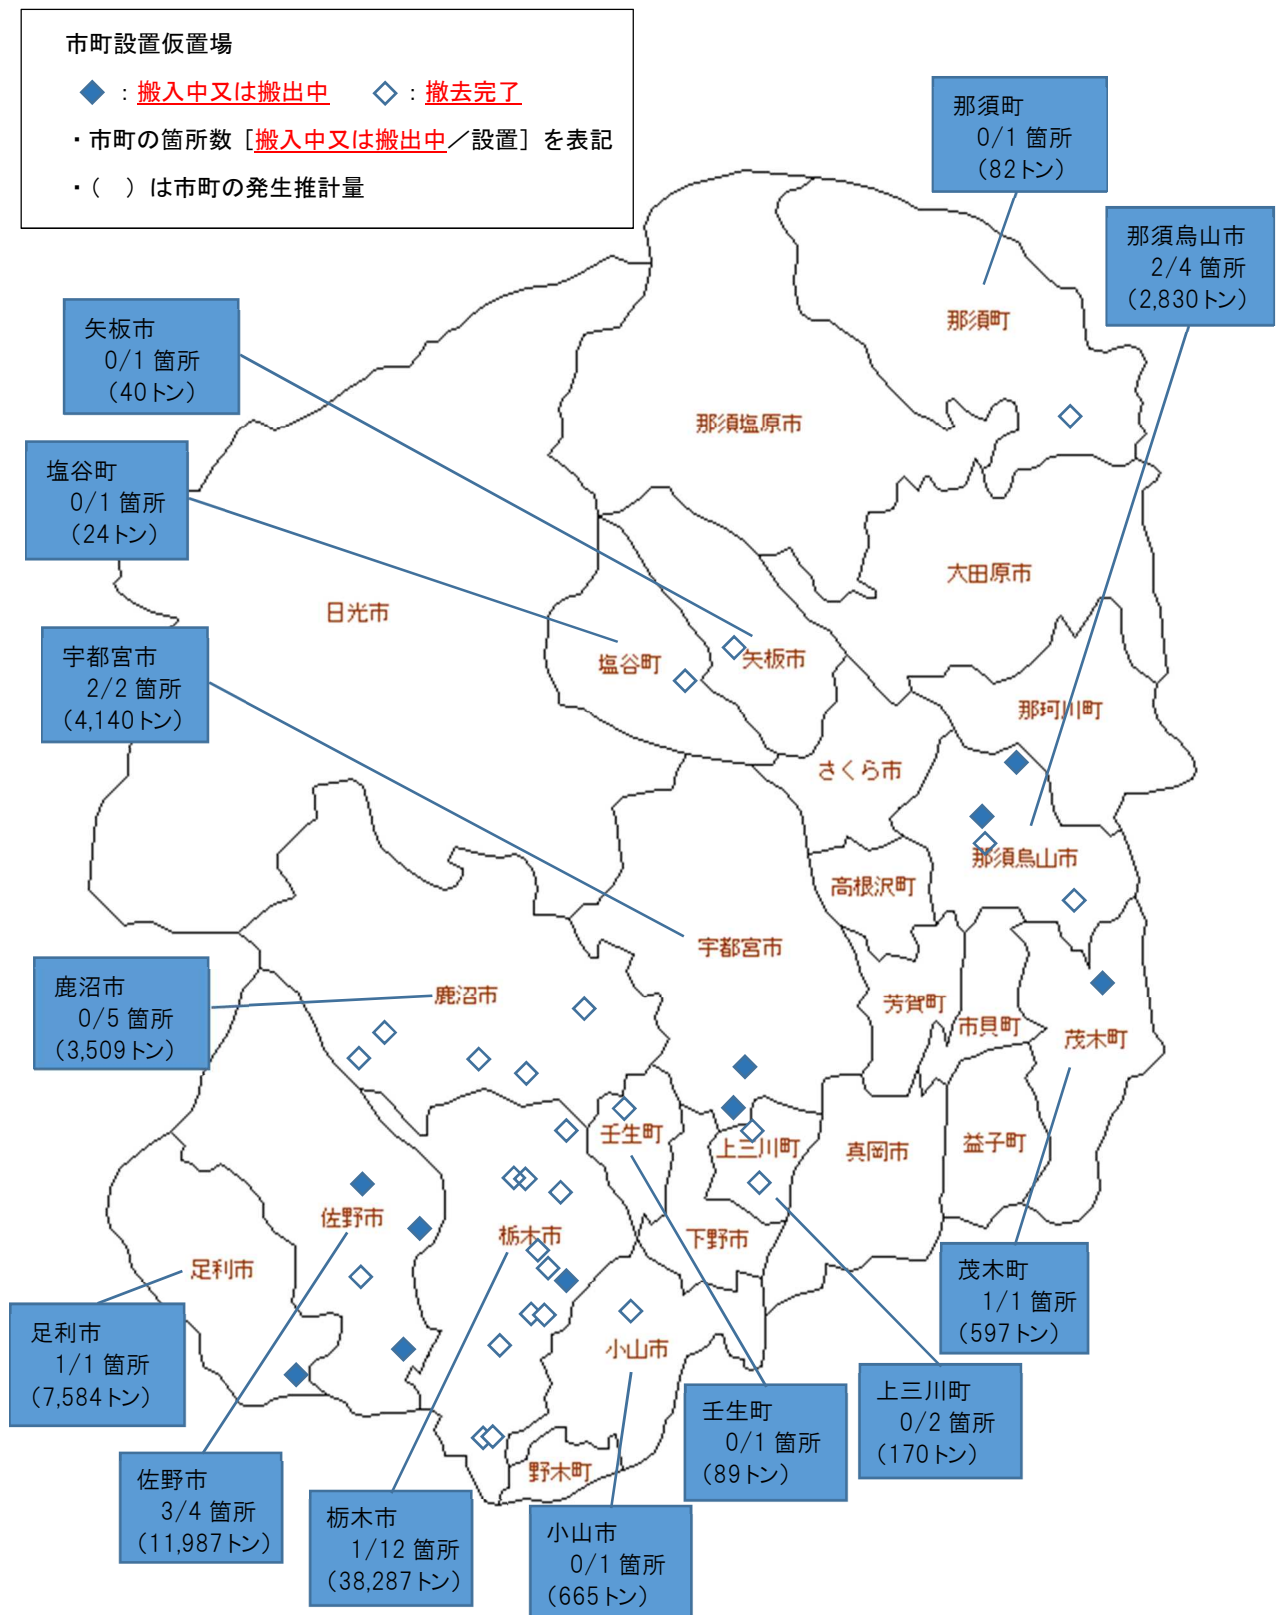 市町設置仮置場
◆ : 搬入中又は搬出中 ◇ : 撤去完了
・市町の箇所数［搬入中又は搬出中／設置］を表記
・(　)は市町の発生推計量
那須町
0/1 箇所
(82トン)
那須烏山市
2/4 箇所
(2,830トン)
矢板市
0/1 箇所
(40トン)
塩谷町
0/1 箇所
(24トン)
宇都宮市
2/2 箇所
(4,140トン)
鹿沼市
0/5 箇所
(3,509トン)
足利市
1/1 箇所
(7,584トン)
佐野市
3/4 箇所
(11,987トン)
栃木市
1/12 箇所
(38,287トン)
小山市
0/1 箇所
(665トン)
壬生町
0/1 箇所
(89トン)
上三川町
0/2 箇所
(170トン)
茂木町
1/1 箇所
(597トン)
那須町
那須塩原市
大田原市
日光市
塩谷町
矢板市
那珂川町
さくら市
那須烏山市
高根沢町
宇都宮市
鹿沼市
芳賀町
市貝町
茂木町
壬生町
上三川町
真岡市
益子町
佐野市
栃木市
下野市
足利市
小山市
野木町